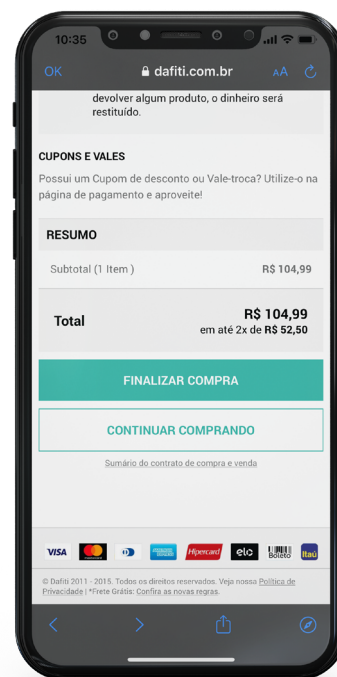 10:35
OK
dafiti.com.br
AA
devolver algum produto, o dinheiro será
restituído.
CUPONS E VALES
Possui um Cupom de desconto ou Vale-troca? Utilize-o na
página de pagamento e aproveite!
RESUMO
Subtotal (1 Item )
R$ 104,99
Total
R$ 104,99
em até 2x de R$ 52,50
FINALIZAR COMPRA
CONTINUAR COMPRANDO
Sumário do contrato de compra e venda
VISA
Hipercard
elo
Boleto
Itaú
© Dafiti 2011 - 2015. Todos os direitos reservados. Veja nossa Política de
Privacidade | *Frete Grátis: Confira as novas regras.